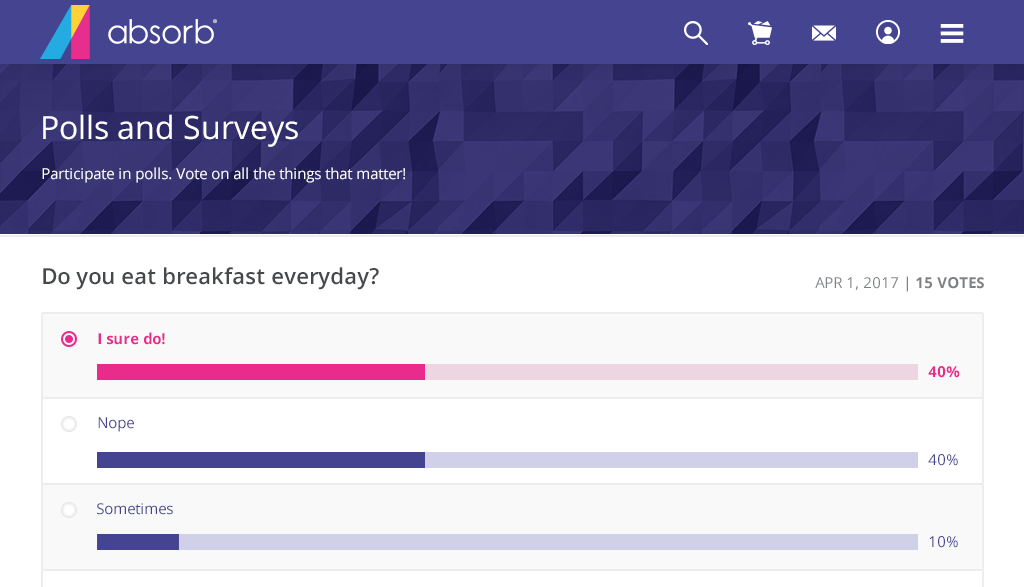 absorb®
Polls and Surveys
Participate in polls. Vote on all the things that matter!
Do you eat breakfast everyday?
APR 1, 2017 | 15 VOTES
I sure do!
40%
Nope
40%
Sometimes
10%